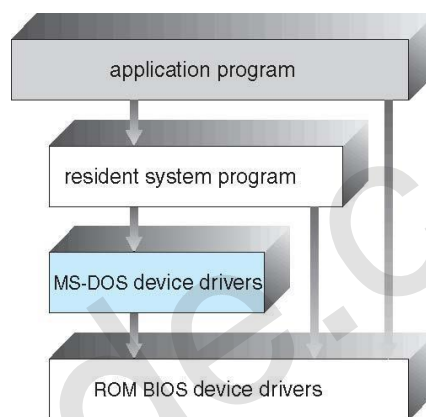 application program
resident system program
MS-DOS device drivers
ROM BIOS device drivers